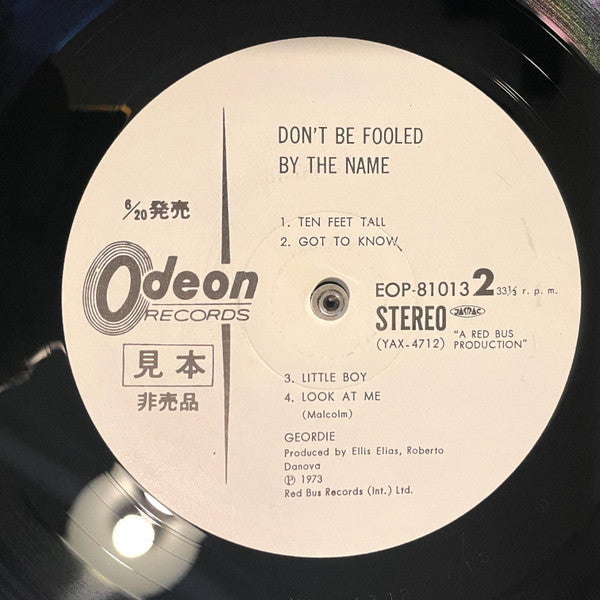 DON'T BE FOOLED
BY THE NAME
6/20発売
1. TEN FEET TALL
2. GOT TO KNOW
Odeon
RECORDS
EOP-81013 2 33⅓ r. p. m.
STEREO JASRAC
(YAX-4712) "A RED BUS
PRODUCTION"
見本
非売品
3. LITTLE BOY
4. LOOK AT ME
(Malcolm)
GEORDIE
Produced by Ellis Elias, Roberto
Danova
Ⓟ 1973
Red Bus Records (Int.) Ltd.